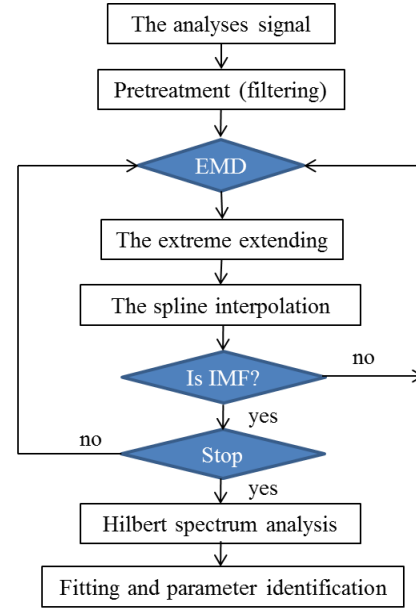 The analyses signal
Pretreatment (filtering)
EMD
The extreme extending
The spline interpolation
Is IMF?
no
yes
no
Stop
yes
Hilbert spectrum analysis
Fitting and parameter identification